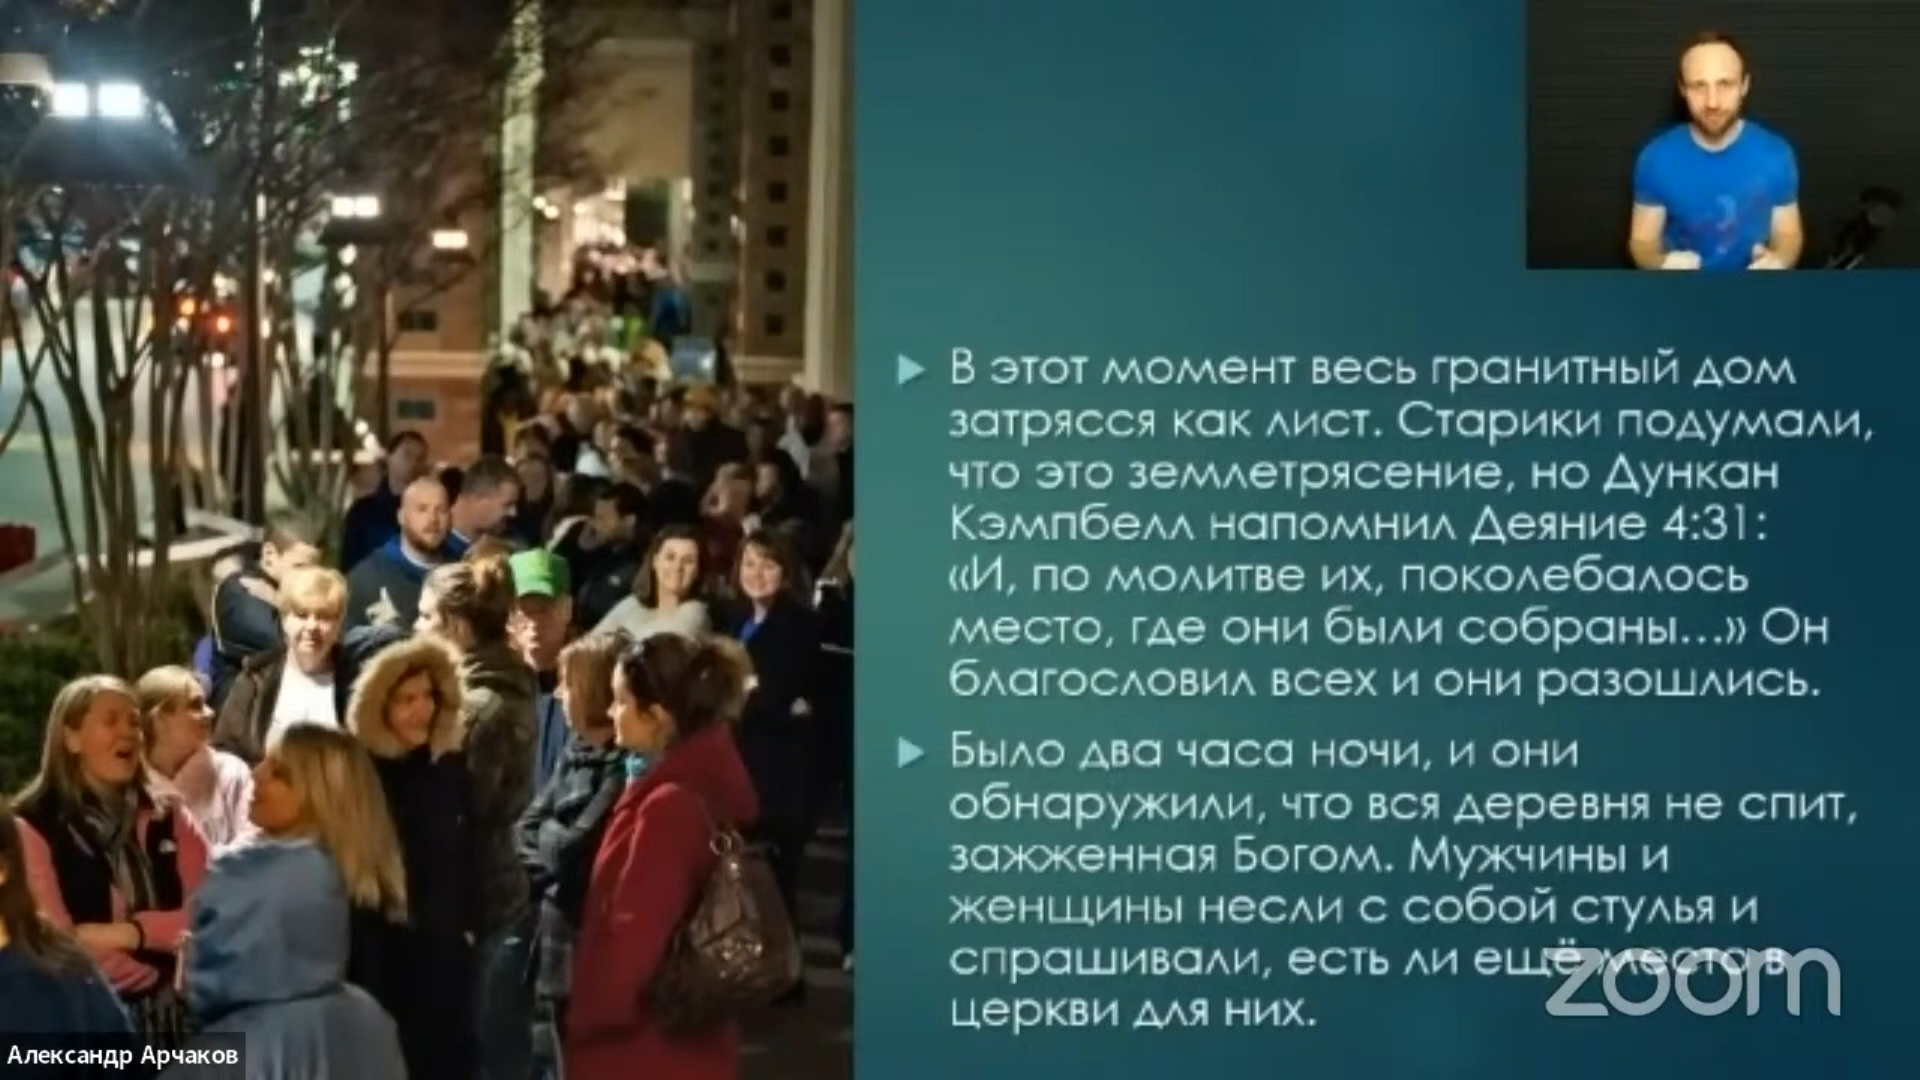 В этот момент весь гранитный дом
затрясся как лист. Старики подумали,
что это землетрясение, но Дункан
Кэмпбелл напомнил Деяние 4:31:
«И, по молитве их, поколебалось
место, где они были собраны...» Он
благословил всех и они разошлись.
Было два часа ночи, и они
обнаружили, что вся деревня не спит,
зажженная Богом. Мужчины и
женщины несли с собой стулья и
спрашивали, есть ли ещё место в
церкви для них.
zoom
Александр Арчаков